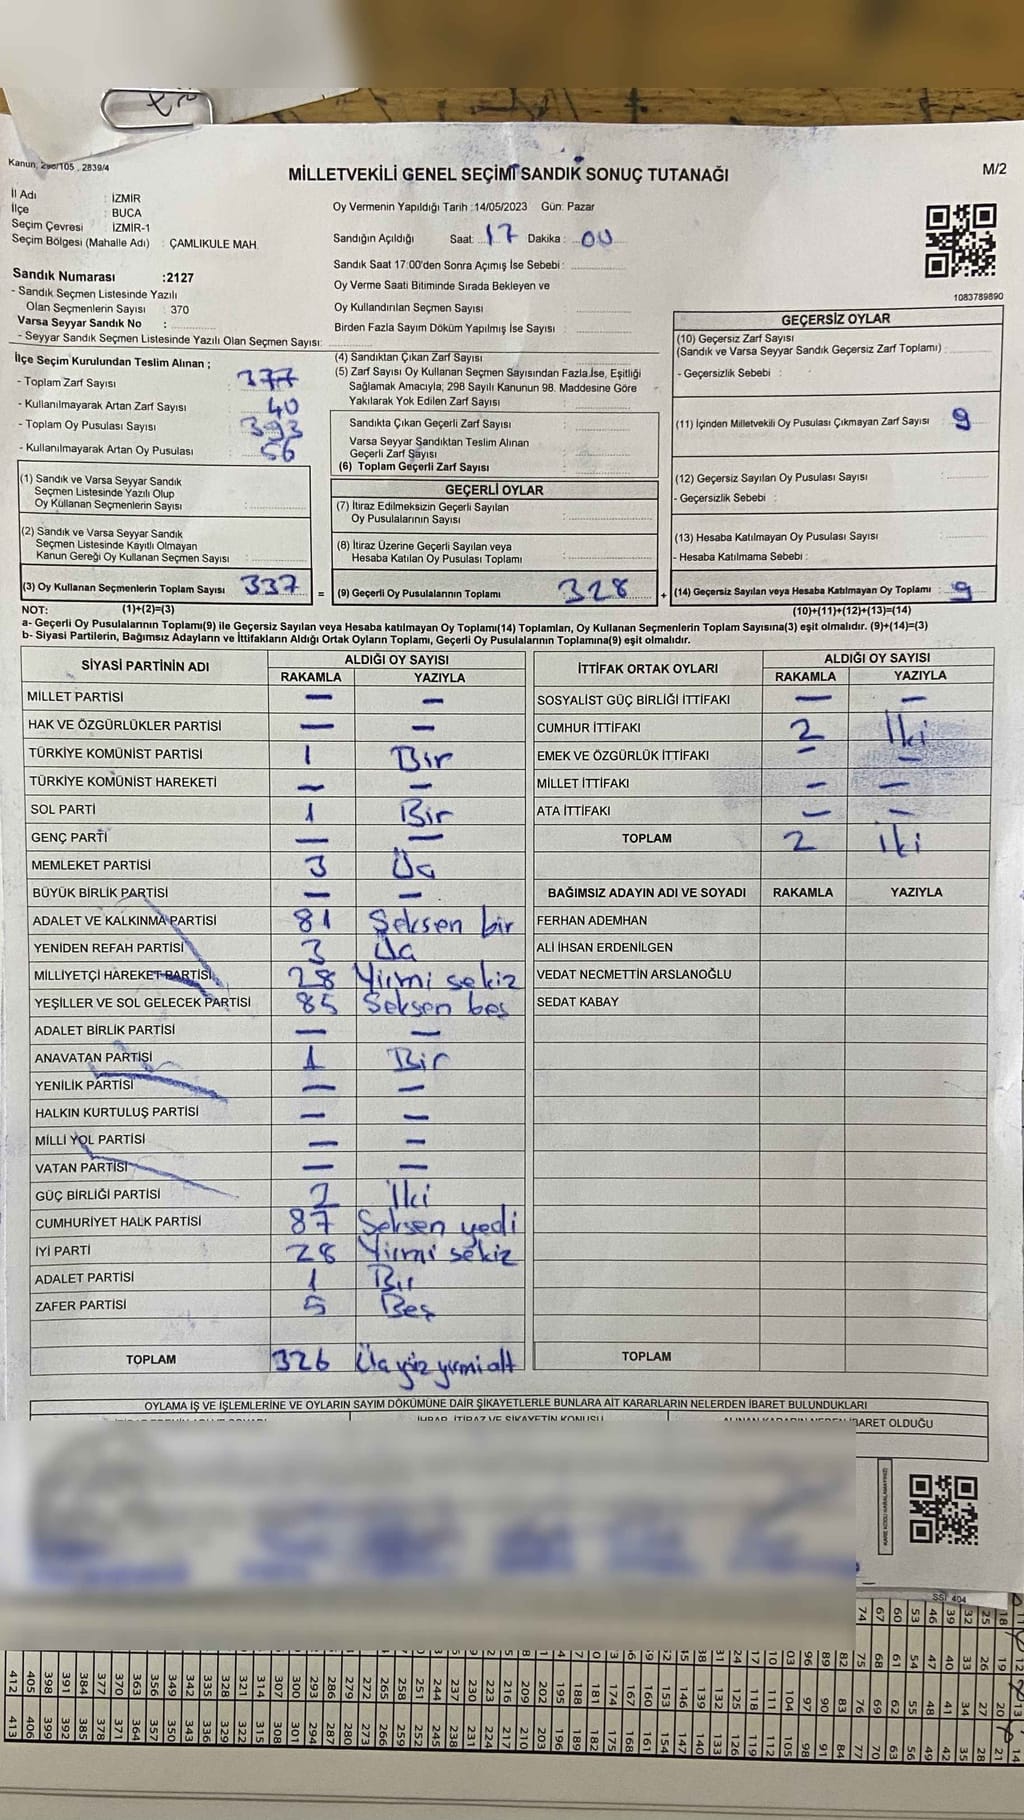 Kanun: 298/105 . 2839/4
MİLLETVEKİLİ GENEL SEÇİMİ SANDIK SONUÇ TUTANAĞI
M/2
İl Adı : İZMİR
İlçe : BUCA
Seçim Çevresi : İZMİR-1
Seçim Bölgesi (Mahalle Adı) : ÇAMLIKULE MAH.
Oy Vermenin Yapıldığı Tarih :14/05/2023 Gün: Pazar
Sandığın Açıldığı Saat: 17 Dakika : 00
Sandık Saat 17:00'den Sonra Açımış İse Sebebi :
Oy Verme Saati Bitiminde Sırada Bekleyen ve
Oy Kullandırılan Seçmen Sayısı :
Birden Fazla Sayım Döküm Yapılmış İse Sayısı :
1083789890
Sandık Numarası :2127
- Sandık Seçmen Listesinde Yazılı
Olan Seçmenlerin Sayısı : 370
Varsa Seyyar Sandık No :
- Seyyar Sandık Seçmen Listesinde Yazılı Olan Seçmen Sayısı:
İlçe Seçim Kurulundan Teslim Alınan ;
- Toplam Zarf Sayısı : 377
- Kullanılmayarak Artan Zarf Sayısı : 40
- Toplam Oy Pusulası Sayısı : 393
- Kullanılmayarak Artan Oy Pusulası : 56
(1) Sandık ve Varsa Seyyar Sandık
Seçmen Listesinde Yazılı Olup
Oy Kullanan Seçmenlerin Sayısı :
(2) Sandık ve Varsa Seyyar Sandık
Seçmen Listesinde Kayıtlı Olmayan
Kanun Gereği Oy Kullanan Seçmen Sayısı :
(3) Oy Kullanan Seçmenlerin Toplam Sayısı : 337
(4) Sandıktan Çıkan Zarf Sayısı :
(5) Zarf Sayısı Oy Kullanan Seçmen Sayısından Fazla İse, Eşitliği
Sağlamak Amacıyla; 298 Sayılı Kanunun 98. Maddesine Göre
Yakılarak Yok Edilen Zarf Sayısı :
Sandıkta Çıkan Geçerli Zarf Sayısı :
Varsa Seyyar Sandıktan Teslim Alınan
Geçerli Zarf Sayısı :
(6) Toplam Geçerli Zarf Sayısı :
GEÇERLİ OYLAR
(7) İtiraz Edilmeksizin Geçerli Sayılan
Oy Pusulalarının Sayısı :
(8) İtiraz Üzerine Geçerli Sayılan veya
Hesaba Katılan Oy Pusulası Toplamı :
= (9) Geçerli Oy Pusulalarının Toplamı : 328
GEÇERSİZ OYLAR
(10) Geçersiz Zarf Sayısı
(Sandık ve Varsa Seyyar Sandık Geçersiz Zarf Toplamı) :
- Geçersizlik Sebebi :
(11) İçinden Milletvekili Oy Pusulası Çıkmayan Zarf Sayısı : 9
(12) Geçersiz Sayılan Oy Pusulası Sayısı :
- Geçersizlik Sebebi :
(13) Hesaba Katılmayan Oy Pusulası Sayısı :
- Hesaba Katılmama Sebebi :
+ (14) Geçersiz Sayılan veya Hesaba Katılmayan Oy Toplamı : 9
NOT: (1)+(2)=(3) (10)+(11)+(12)+(13)=(14)
a- Geçerli Oy Pusulalarının Toplamı(9) ile Geçersiz Sayılan veya Hesaba katılmayan Oy Toplamı(14) Toplamları, Oy Kullanan Seçmenlerin Toplam Sayısına(3) eşit olmalıdır. (9)+(14)=(3)
b- Siyasi Partilerin, Bağımsız Adayların ve İttifakların Aldığı Ortak Oyların Toplamı, Geçerli Oy Pusulalarının Toplamına(9) eşit olmalıdır.
SİYASİ PARTİNİN ADI ALDIĞI OY SAYISI
RAKAMLA YAZIYLA
MİLLET PARTİSİ — —
HAK VE ÖZGÜRLÜKLER PARTİSİ — —
TÜRKİYE KOMÜNİST PARTİSİ 1 Bir
TÜRKİYE KOMÜNİST HAREKETİ — —
SOL PARTİ 1 Bir
GENÇ PARTİ — —
MEMLEKET PARTİSİ 3 Üç
BÜYÜK BİRLİK PARTİSİ — —
ADALET VE KALKINMA PARTİSİ 81 Seksen bir
YENİDEN REFAH PARTİSİ 3 Üç
MİLLİYETÇİ HAREKET PARTİSİ 28 Yirmi sekiz
YEŞİLLER VE SOL GELECEK PARTİSİ 85 Seksen beş
ADALET BİRLİK PARTİSİ — —
ANAVATAN PARTİSİ 1 Bir
YENİLİK PARTİSİ — —
HALKIN KURTULUŞ PARTİSİ — —
MİLLİ YOL PARTİSİ — —
VATAN PARTİSİ — —
GÜÇ BİRLİĞİ PARTİSİ 2 İki
CUMHURİYET HALK PARTİSİ 87 Seksen yedi
İYİ PARTİ 28 Yirmi sekiz
ADALET PARTİSİ 1 Bir
ZAFER PARTİSİ 5 Beş
TOPLAM 326 Üç yüz yirmi alt
İTTİFAK ORTAK OYLARI ALDIĞI OY SAYISI
RAKAMLA YAZIYLA
SOSYALİST GÜÇ BİRLİĞİ İTTİFAKI — —
CUMHUR İTTİFAKI 2 İki
EMEK VE ÖZGÜRLÜK İTTİFAKI — —
MİLLET İTTİFAKI — —
ATA İTTİFAKI — —
TOPLAM 2 iki
BAĞIMSIZ ADAYIN ADI VE SOYADI RAKAMLA YAZIYLA
FERHAN ADEMHAN
ALİ İHSAN ERDENİLGEN
VEDAT NECMETTİN ARSLANOĞLU
SEDAT KABAY
TOPLAM
OYLAMA İŞ VE İŞLEMLERİNE VE OYLARIN SAYIM DÖKÜMÜNE DAİR ŞİKAYETLERLE BUNLARA AİT KARARLARIN NELERDEN İBARET BULUNDUKLARI
İHBAR, İTİRAZ VE ŞİKAYETİN KONUSU
İBARET OLDUĞU